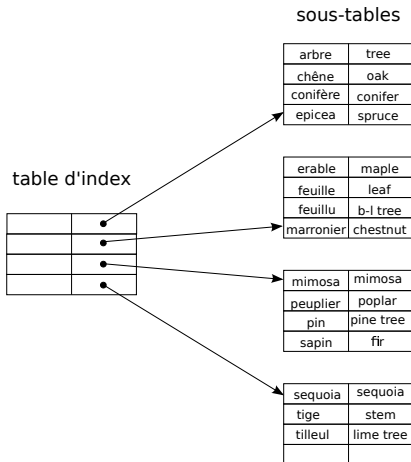 sous-tables
arbre tree
chêne oak
conifère conifer
epicea spruce
erable maple
feuille leaf
feuillu b-l tree
marronier chestnut
table d'index
mimosa mimosa
peuplier poplar
pin pine tree
sapin fir
sequoia sequoia
tige stem
tilleul lime tree